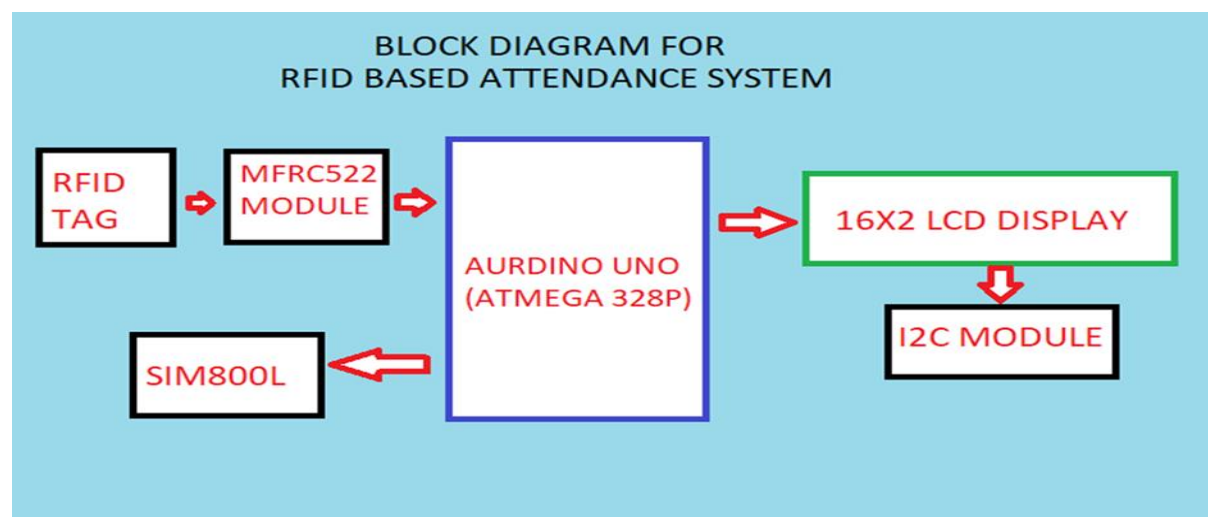 BLOCK DIAGRAM FOR
RFID BASED ATTENDANCE SYSTEM
RFID
TAG
MFRC522
MODULE
AURDINO UNO
(ATMEGA 328P)
16X2 LCD DISPLAY
I2C MODULE
SIM800L